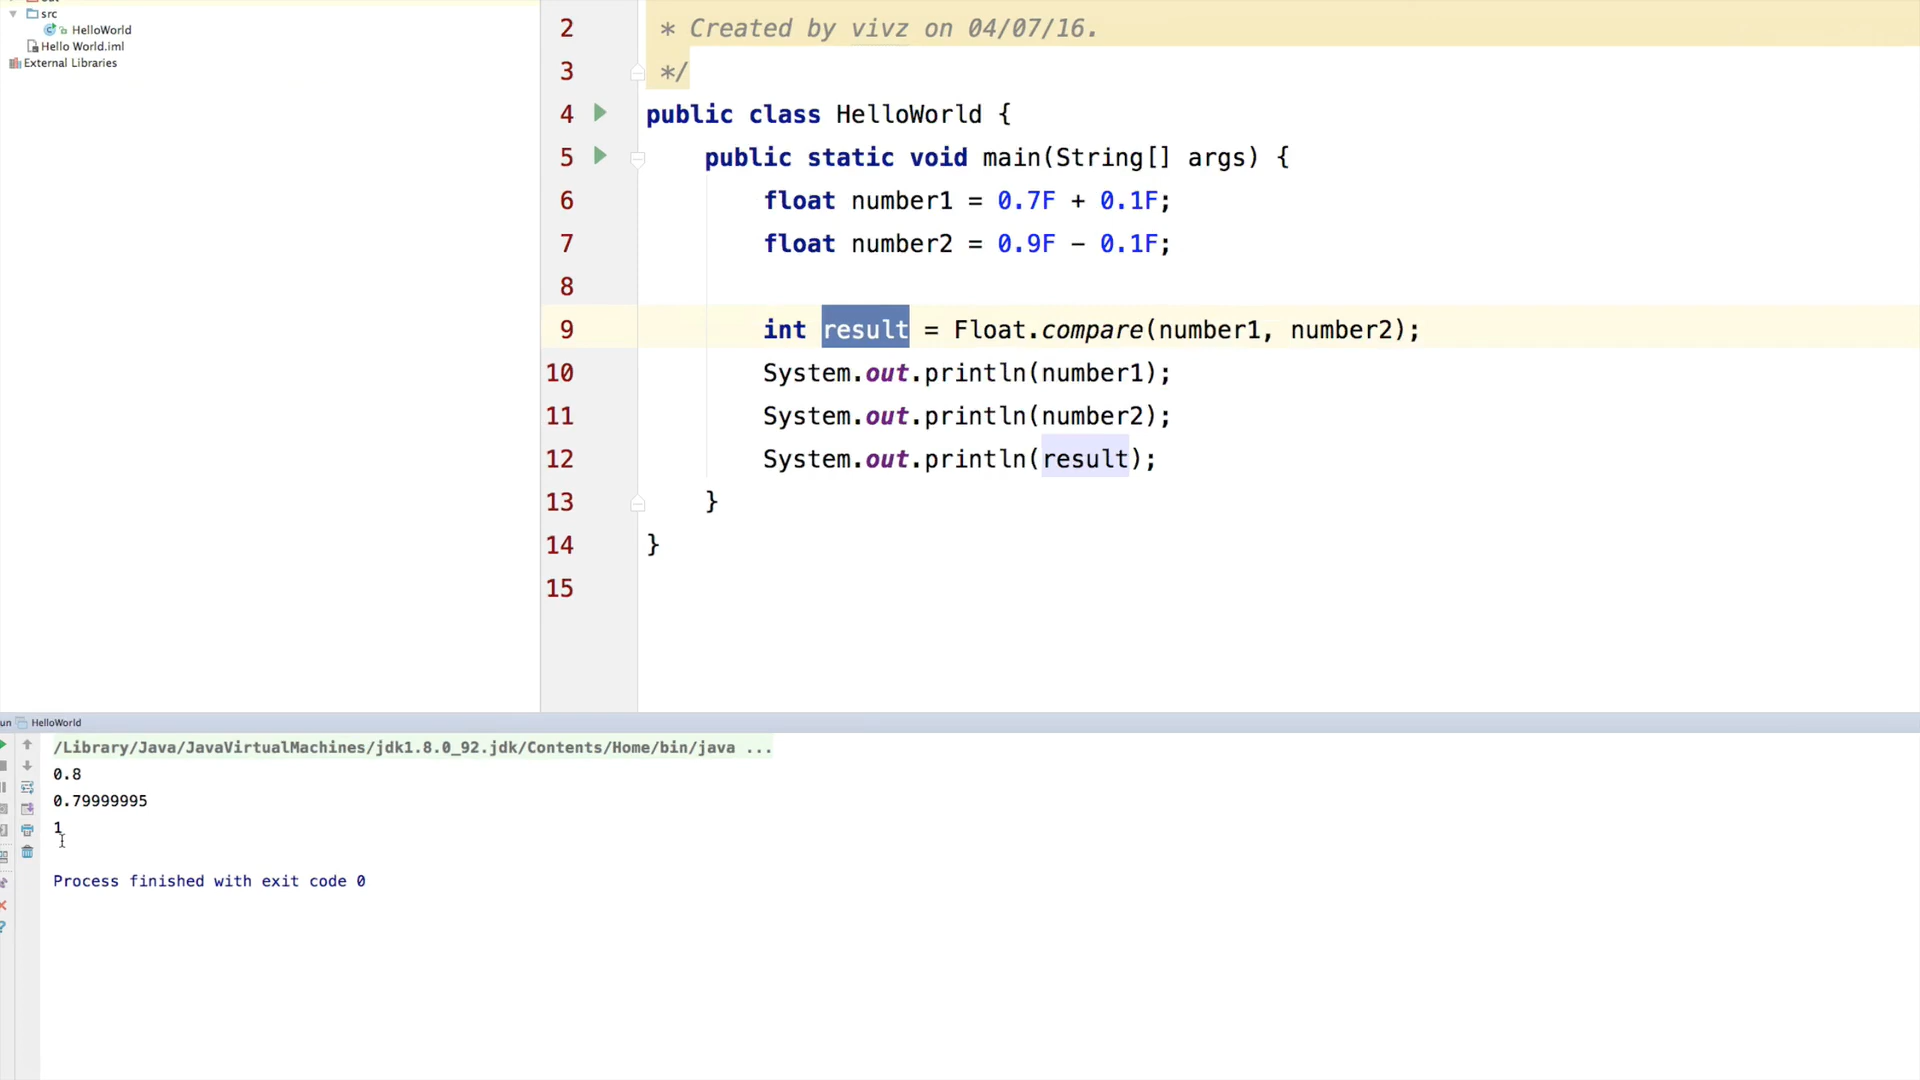 src
HelloWorld
Hello World.iml
External Libraries
2 * Created by vivz on 04/07/16.
3 */
4 public class HelloWorld {
5 public static void main(String[] args) {
6 float number1 = 0.7F + 0.1F;
7 float number2 = 0.9F - 0.1F;
8
9 int result = Float.compare(number1, number2);
10 System.out.println(number1);
11 System.out.println(number2);
12 System.out.println(result);
13 }
14 }
15
un HelloWorld
/Library/Java/JavaVirtualMachines/jdk1.8.0_92.jdk/Contents/Home/bin/java ...
0.8
0.79999995
1
Process finished with exit code 0